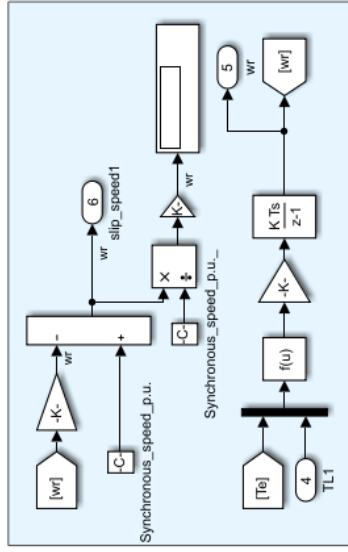 [wr]
-K-
wr
-C-
Synchronous_speed_p.u.
−
+
wr
6
slip_speed1
×
÷
-C-
Synchronous_speed_p.u._
-K-
wr
[Te]
4
TL1
f(u)
-K-
K Ts
z-1
5
wr
[wr]